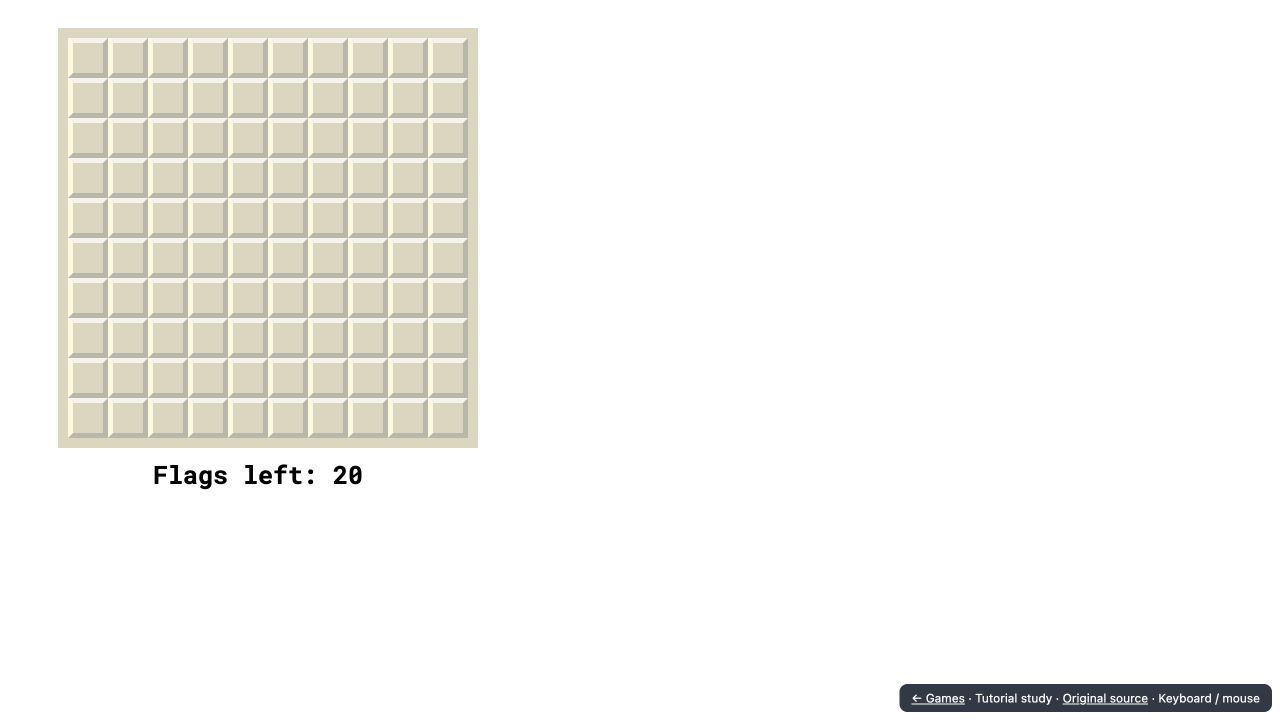 Flags left: 20
← Games · Tutorial study · Original source · Keyboard / mouse